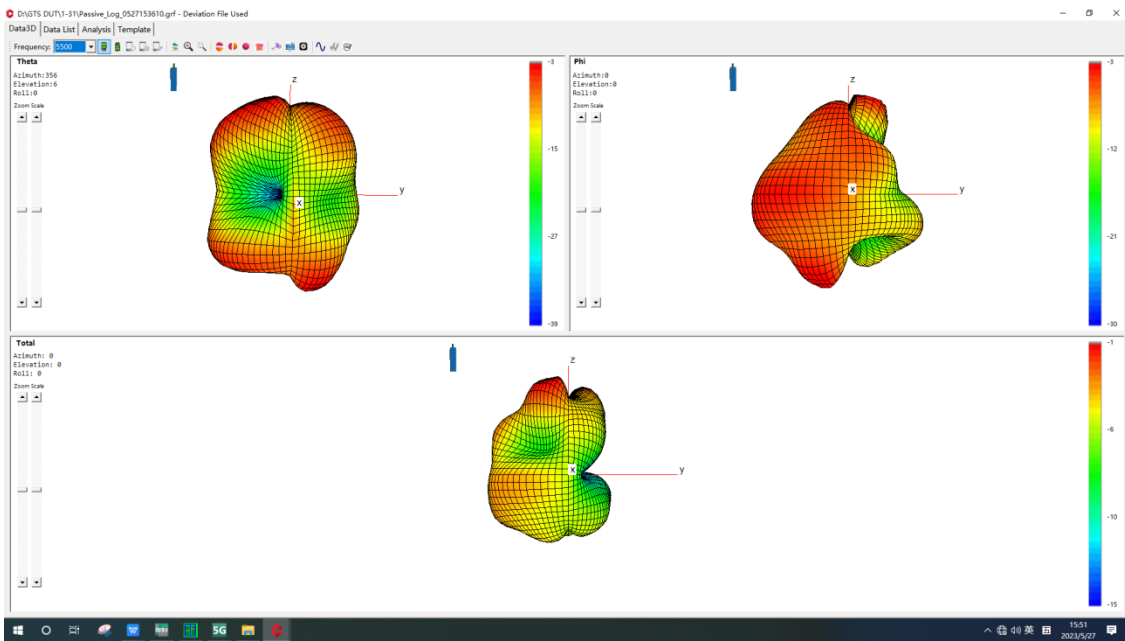 D:\GTS DUT\1-31\Passive_Log_0527153610.grf - Deviation File Used
Data3D Data List Analysis Template
Frequency: 5500
Theta
Azimuth:356
Elevation:6
Roll:0
Zoom Scale
z
x
y
-3
-15
-27
-39
Phi
Azimuth:0
Elevation:0
Roll:0
Zoom Scale
z
x
y
-3
-12
-21
-30
Total
Azimuth: 0
Elevation: 0
Roll: 0
Zoom Scale
z
x
y
-1
-6
-10
-15
5G
英
15:51
2023/5/27